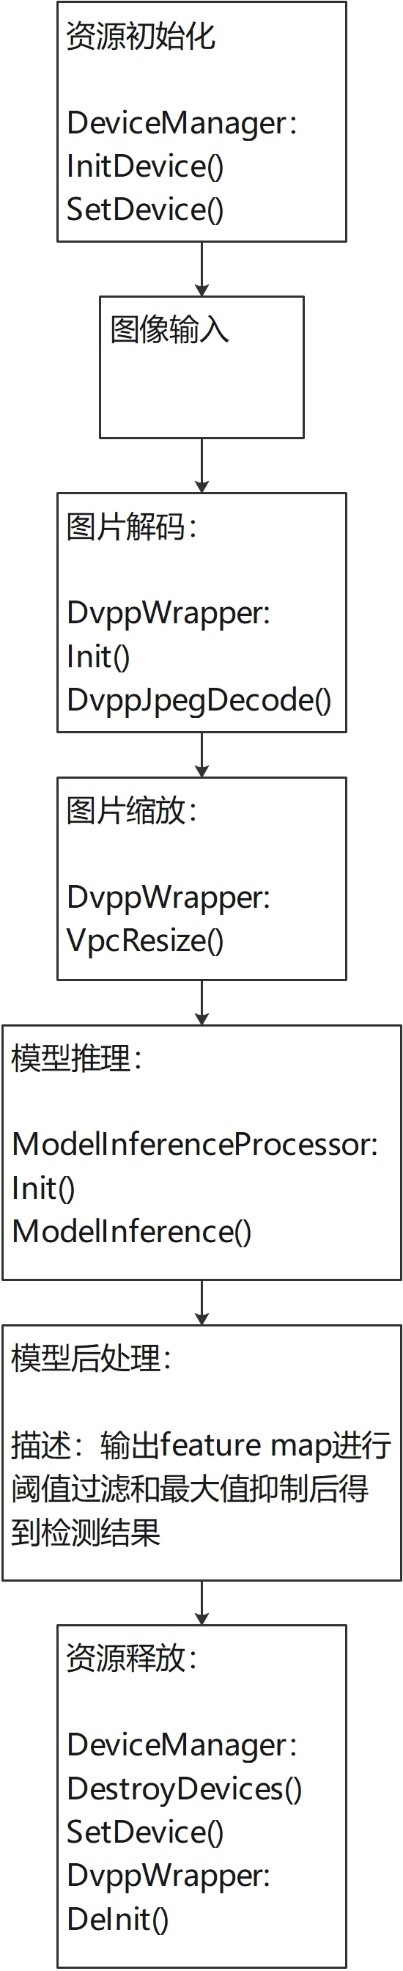 资源初始化
DeviceManager：
InitDevice()
SetDevice()
图像输入
图片解码：
DvppWrapper:
Init()
DvppJpegDecode()
图片缩放：
DvppWrapper:
VpcResize()
模型推理：
ModelInferenceProcessor:
Init()
ModelInference()
模型后处理：
描述：输出feature map进行
阈值过滤和最大值抑制后得
到检测结果
资源释放：
DeviceManager：
DestroyDevices()
SetDevice()
DvppWrapper:
DeInit()